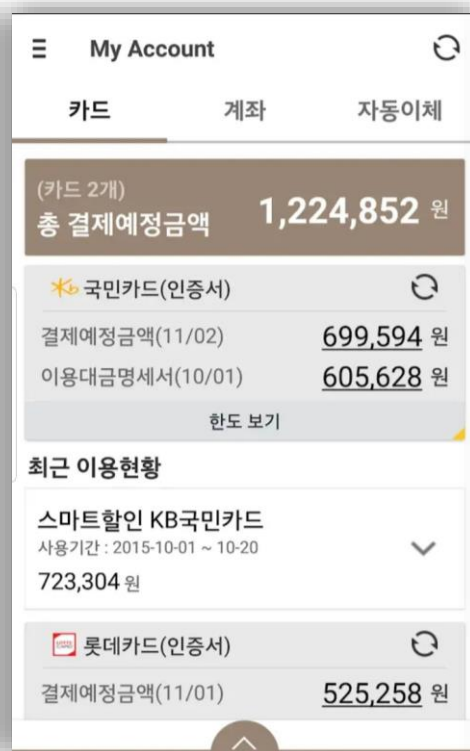 My Account
카드 계좌 자동이체
(카드 2개)
총 결제예정금액 1,224,852 원
국민카드(인증서)
결제예정금액(11/02) 699,594 원
이용대금명세서(10/01) 605,628 원
한도 보기
최근 이용현황
스마트할인 KB국민카드
사용기간 : 2015-10-01 ~ 10-20
723,304 원
롯데카드(인증서)
결제예정금액(11/01) 525,258 원